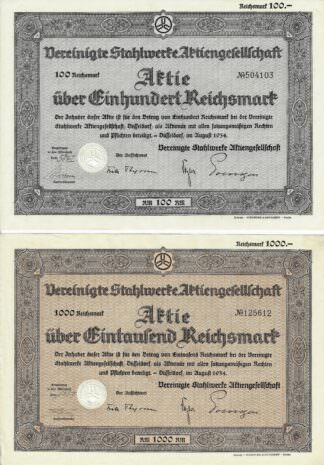 Reichsmark 100.–
Vereinigte Stahlwerke Aktiengesellschaft
100 Reichsmark
Aktie
№504103
über Einhundert Reichsmark
Der Inhaber dieser Aktie ist für den Betrag von Einhundert Reichsmark bei der Vereinigte
Stahlwerke Aktiengesellschaft, Düsseldorf, als Aktionär mit allen satzungsmäßigen Rechten
und Pflichten beteiligt. – Düsseldorf, im August 1934.
Der Aufsichtsrat
Vereinigte Stahlwerke Aktiengesellschaft
RM 100 RM
Reichsmark 1000.–
Vereinigte Stahlwerke Aktiengesellschaft
1000 Reichsmark
Aktie
№125612
über Eintausend Reichsmark
Der Inhaber dieser Aktie ist für den Betrag von Eintausend Reichsmark bei der Vereinigte
Stahlwerke Aktiengesellschaft, Düsseldorf, als Aktionär mit allen satzungsmäßigen Rechten
und Pflichten beteiligt. – Düsseldorf, im August 1934.
Der Aufsichtsrat
Vereinigte Stahlwerke Aktiengesellschaft
RM 1000 RM